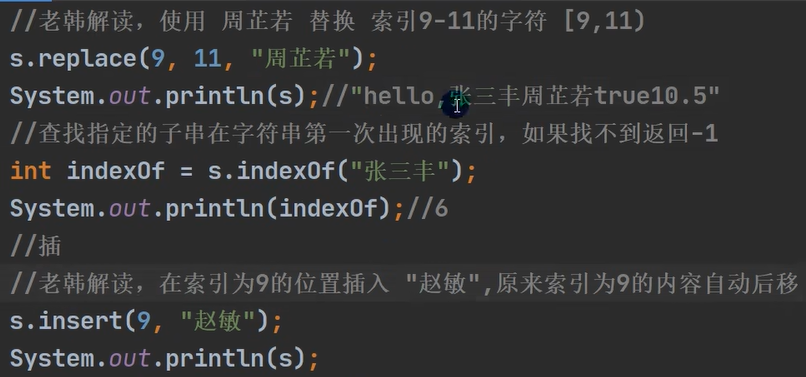 //老韩解读，使用 周芷若 替换 索引9-11的字符 [9,11)
s.replace(9, 11, "周芷若");
System.out.println(s);//"hello,张三丰周芷若true10.5"
//查找指定的子串在字符串第一次出现的索引，如果找不到返回-1
int indexOf = s.indexOf("张三丰");
System.out.println(indexOf);//6
//插
//老韩解读，在索引为9的位置插入 "赵敏",原来索引为9的内容自动后移
s.insert(9, "赵敏");
System.out.println(s);